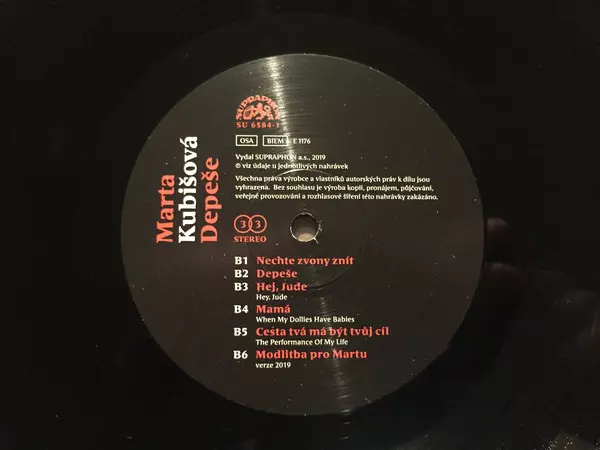 SUPRAPHON
SU 6584-1
OSA BIEM E 1176
Vydal SUPRAPHON a.s., 2019
℗ viz údaje u jednotlivých nahrávek
Všechna práva výrobce a vlastníků autorských práv k dílu jsou
vyhrazena. Bez souhlasu je výroba kopií, pronájem, půjčování,
veřejné provozování a rozhlasové šíření této nahrávky zakázáno.
Marta
Kubišová
Depeše
33
STEREO
B1 Nechte zvony znít
B2 Depeše
B3 Hej, Jude
Hey, Jude
B4 Mamá
When My Dollies Have Babies
B5 Cesta tvá má být tvůj cíl
The Performance Of My Life
B6 Modlitba pro Martu
verze 2019